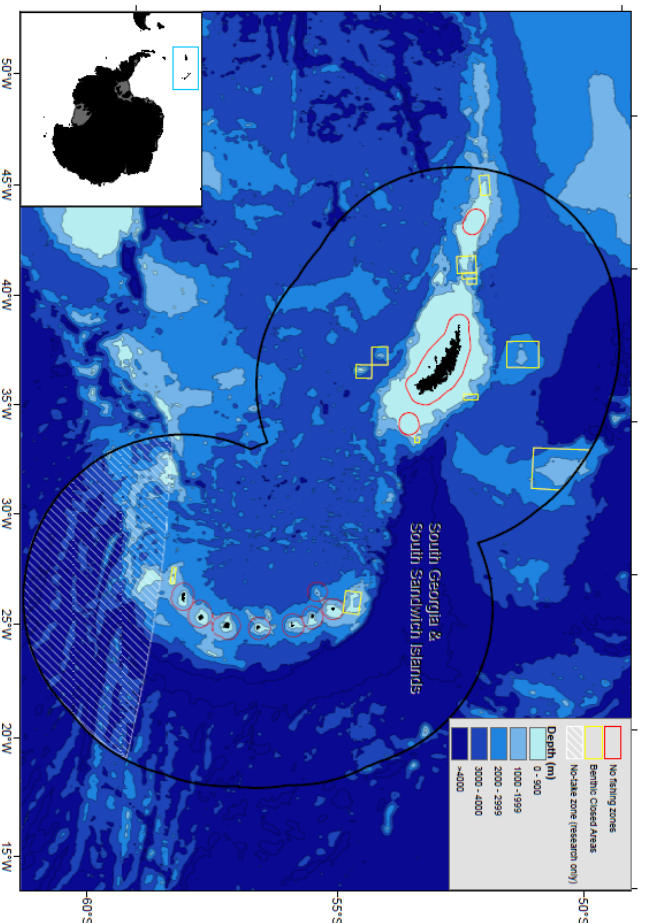 South Georgia &
South Sandwich Islands
No fishing zones
Benthic Closed Areas
No-take zone (research only)
Depth (m)
0 - 900
1000 -1999
2000 - 2999
3000 - 4000
>4000
50°W
45°W
40°W
35°W
30°W
25°W
20°W
15°W
50°S
55°S
60°S